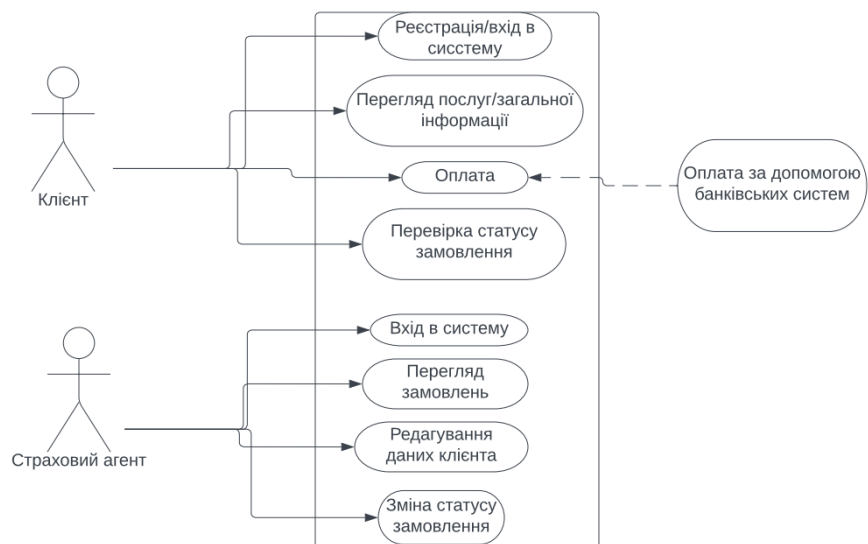 Реєстрація/вхід в
сисстему
Перегляд послуг/загальної
інформації
Оплата
Оплата за допомогою
банківських систем
Клієнт
Перевірка статусу
замовлення
Вхід в систему
Перегляд
замовлень
Редагування
даних клієнта
Страховий агент
Зміна статусу
замовлення